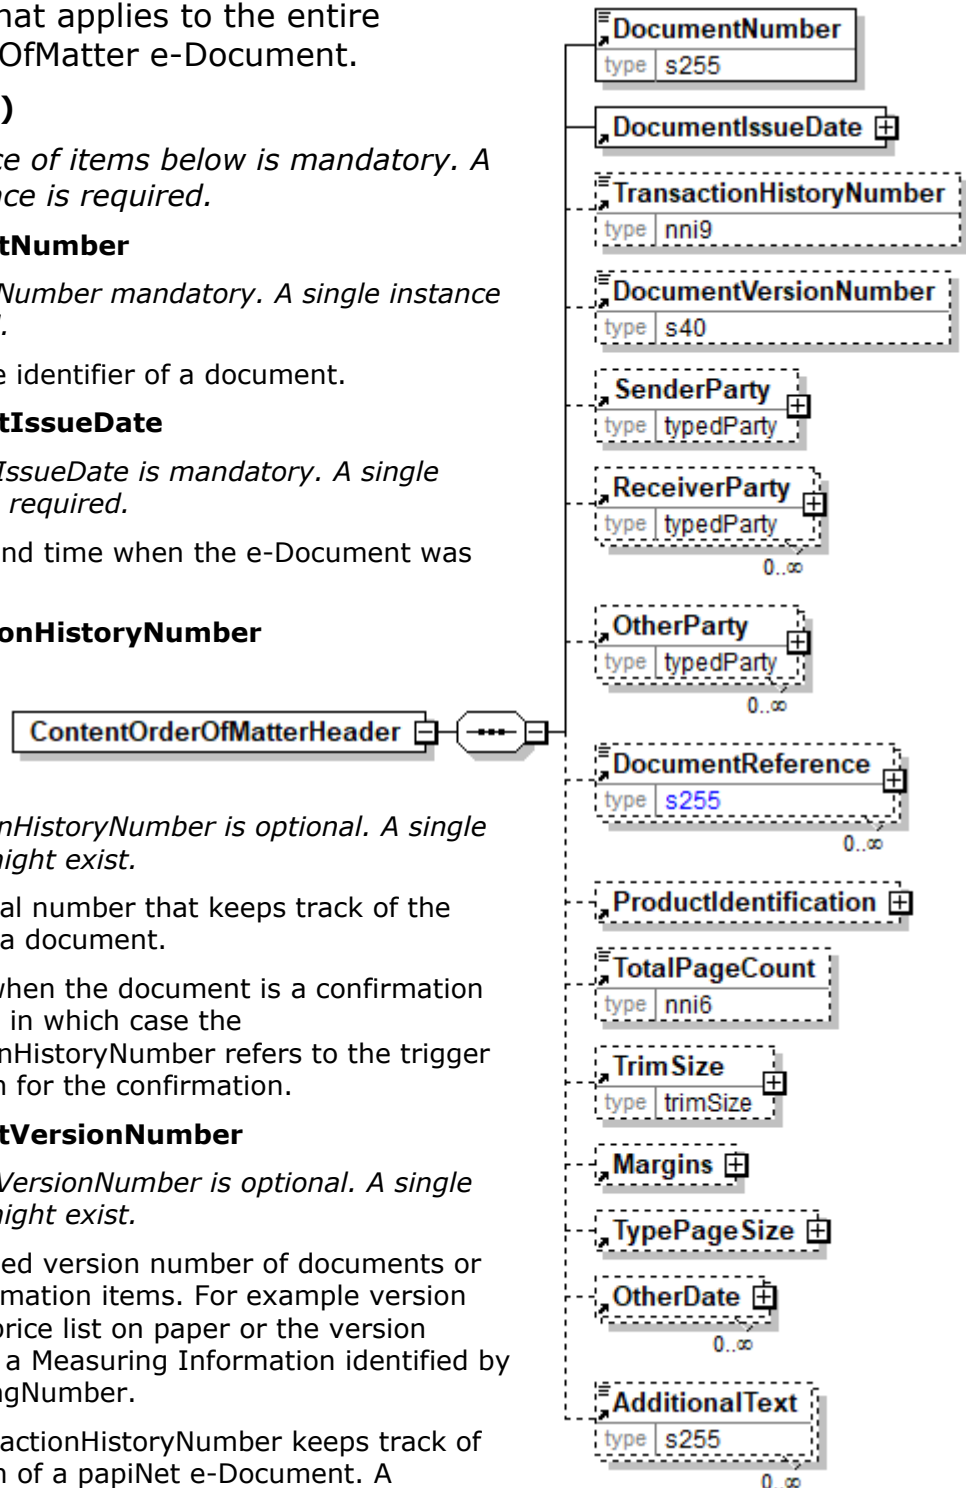 hat applies to the entire
OfMatter e-Document.
)
ce of items below is mandatory. A
nce is required.
tNumber
Number mandatory. A single instance
.
e identifier of a document.
tIssueDate
IssueDate is mandatory. A single
required.
nd time when the e-Document was
onHistoryNumber
ContentOrderOfMatterHeader
nHistoryNumber is optional. A single
night exist.
al number that keeps track of the
a document.
when the document is a confirmation
in which case the
nHistoryNumber refers to the trigger
n for the confirmation.
tVersionNumber
VersionNumber is optional. A single
night exist.
ed version number of documents or
rmation items. For example version
price list on paper or the version
a Measuring Information identified by
ngNumber.
actionHistoryNumber keeps track of
n of a papiNet e-Document. A
DocumentNumber
type s255
DocumentIssueDate
TransactionHistoryNumber
type nni9
DocumentVersionNumber
type s40
SenderParty
type typedParty
ReceiverParty
type typedParty
0..∞
OtherParty
type typedParty
0..∞
DocumentReference
type s255
0..∞
ProductIdentification
TotalPageCount
type nni6
TrimSize
type trimSize
Margins
TypePageSize
OtherDate
0..∞
AdditionalText
type s255
0..∞